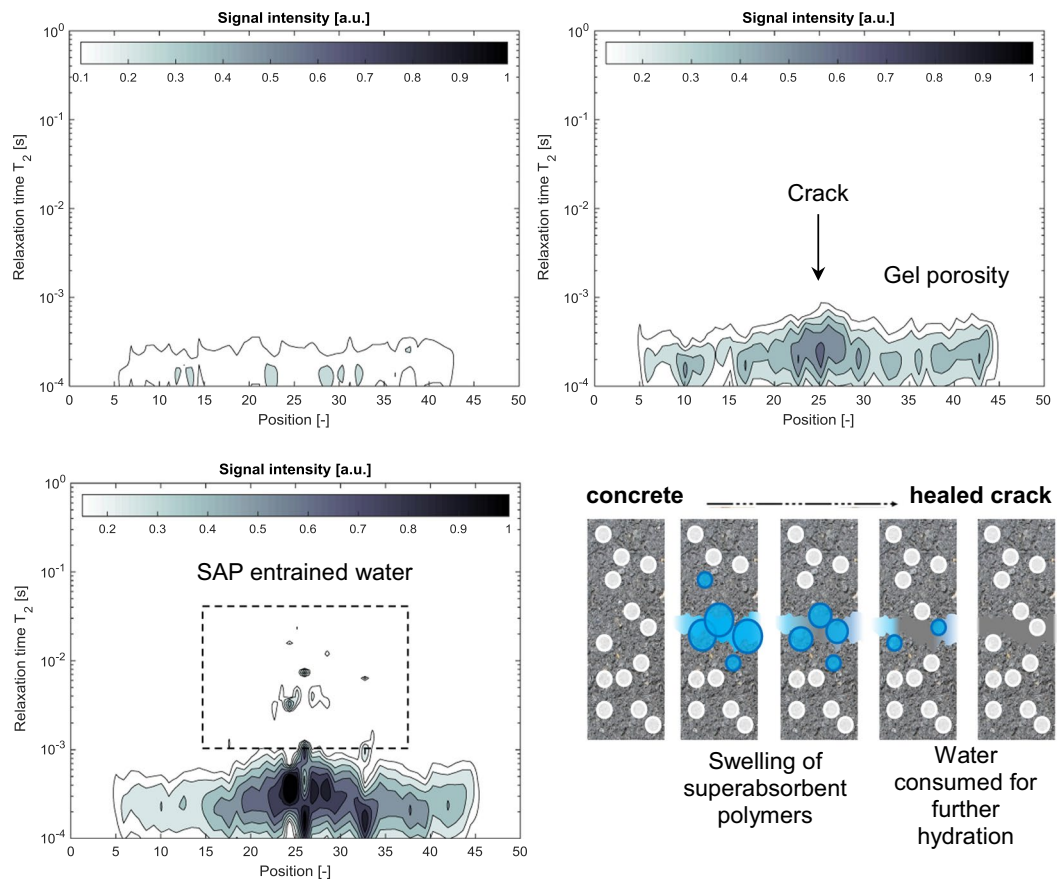 Signal intensity [a.u.]
10^0
0.1 0.2 0.3 0.4 0.5 0.6 0.7 0.8 0.9 1
10^-1
Relaxation time T_2 [s]
10^-2
10^-3
10^-4
0 5 10 15 20 25 30 35 40 45 50
Position [-]
Signal intensity [a.u.]
10^0
0.2 0.3 0.4 0.5 0.6 0.7 0.8 0.9 1
10^-1
Relaxation time T_2 [s]
10^-2
Crack
Gel porosity
10^-3
10^-4
0 5 10 15 20 25 30 35 40 45 50
Position [-]
Signal intensity [a.u.]
10^0
0.2 0.3 0.4 0.5 0.6 0.7 0.8 0.9 1
SAP entrained water
10^-1
Relaxation time T_2 [s]
10^-2
10^-3
10^-4
0 5 10 15 20 25 30 35 40 45 50
Position [-]
concrete healed crack
Swelling of
superabsorbent
polymers
Water
consumed for
further
hydration